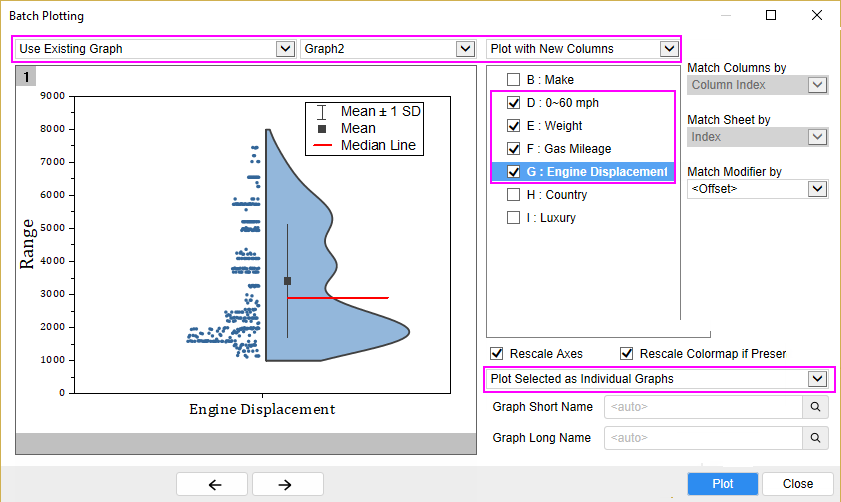 Batch Plotting
Use Existing Graph
Graph2
Plot with New Columns
1
9000
8000
7000
6000
5000
4000
3000
2000
1000
0
Range
Engine Displacement
Mean ± 1 SD
Mean
Median Line
B : Make
D : 0~60 mph
E : Weight
F : Gas Mileage
G : Engine Displacement
H : Country
I : Luxury
Match Columns by
Column Index
Match Sheet by
Index
Match Modifier by
<Offset>
Rescale Axes
Rescale Colormap if Preser
Plot Selected as Individual Graphs
Graph Short Name
<auto>
Graph Long Name
<auto>
Plot
Close